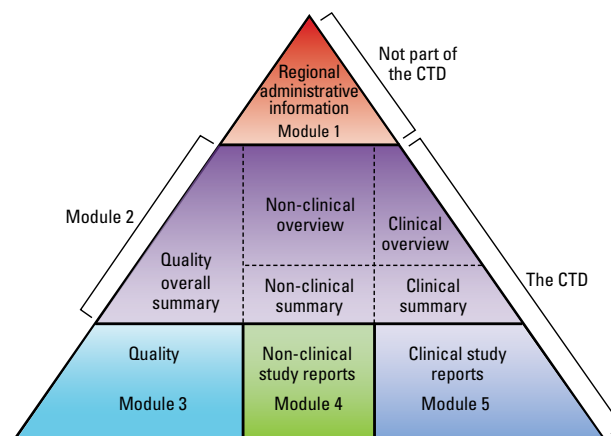 Regional
administrative
information
Module 1
Not part of
the CTD
Module 2
Non-clinical
overview
Clinical
overview
Quality
overall
summary
Non-clinical
summary
Clinical
summary
The CTD
Quality
Module 3
Non-clinical
study reports
Module 4
Clinical study
reports
Module 5